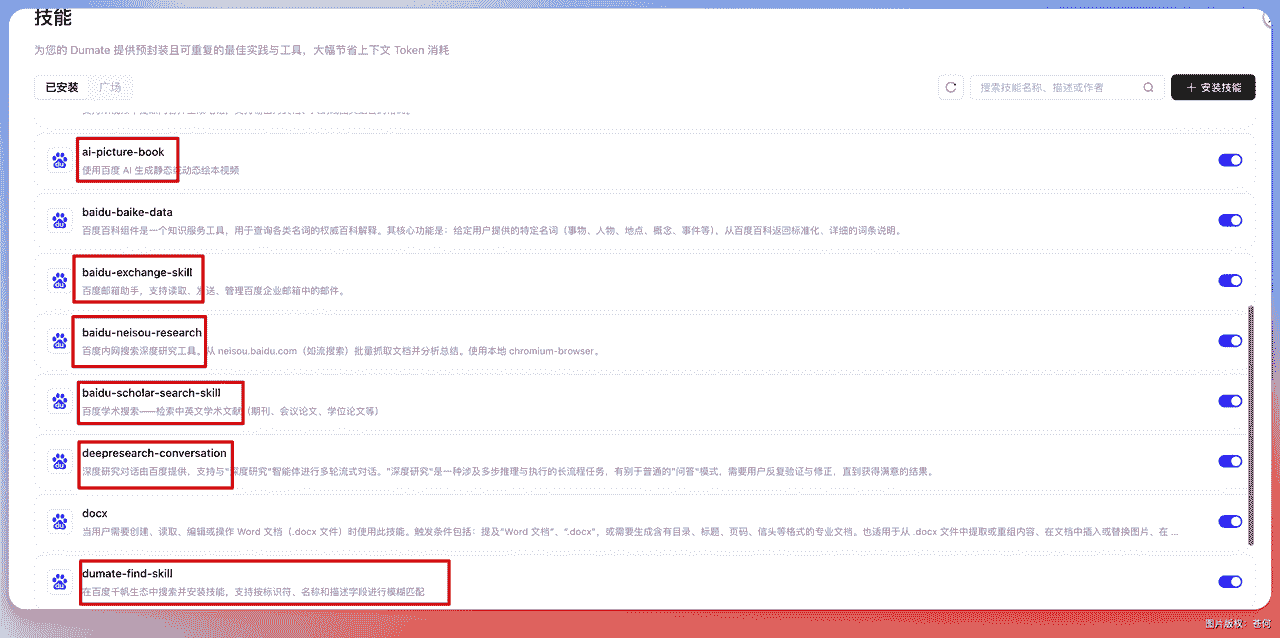 技能
为您的 Dumate 提供预封装且可重复的最佳实践与工具，大幅节省上下文 Token 消耗
已安装
广场
搜索技能名称、描述或作者
＋ 安装技能
ai-picture-book
使用百度 AI 生成静态或动态绘本视频
baidu-baike-data
百度百科组件是一个知识服务工具，用于查询各类名词的权威百科解释。其核心功能是：给定用户提供的特定名词（事物、人物、地点、概念、事件等）、从百度百科返回标准化、详细的词条说明。
baidu-exchange-skill
百度邮箱助手，支持读取、发送、管理百度企业邮箱中的邮件。
baidu-neisou-research
百度内网搜索深度研究工具。从 neisou.baidu.com（如流搜索）批量抓取文档并分析总结。使用本地 chromium-browser。
baidu-scholar-search-skill
百度学术搜索——检索中英文学术文献（期刊、会议论文、学位论文等）
deepresearch-conversation
深度研究对话由百度提供，支持与"深度研究"智能体进行多轮流式对话。"深度研究"是一种涉及多步推理与执行的长流程任务，有别于普通的"问答"模式，需要用户反复验证与修正，直到获得满意的结果。
docx
当用户需要创建、读取、编辑或操作 Word 文档（.docx 文件）时使用此技能。触发条件包括：提及"Word 文档"、".docx"，或需要生成含有目录、标题、页码、信头等格式的专业文档。也适用于从 .docx 文件中提取或重组内容、在文档中插入或替换图片、在 ...
dumate-find-skill
在百度千帆生态中搜索并安装技能，支持按标识符、名称和描述字段进行模糊匹配
图片版权：苍何